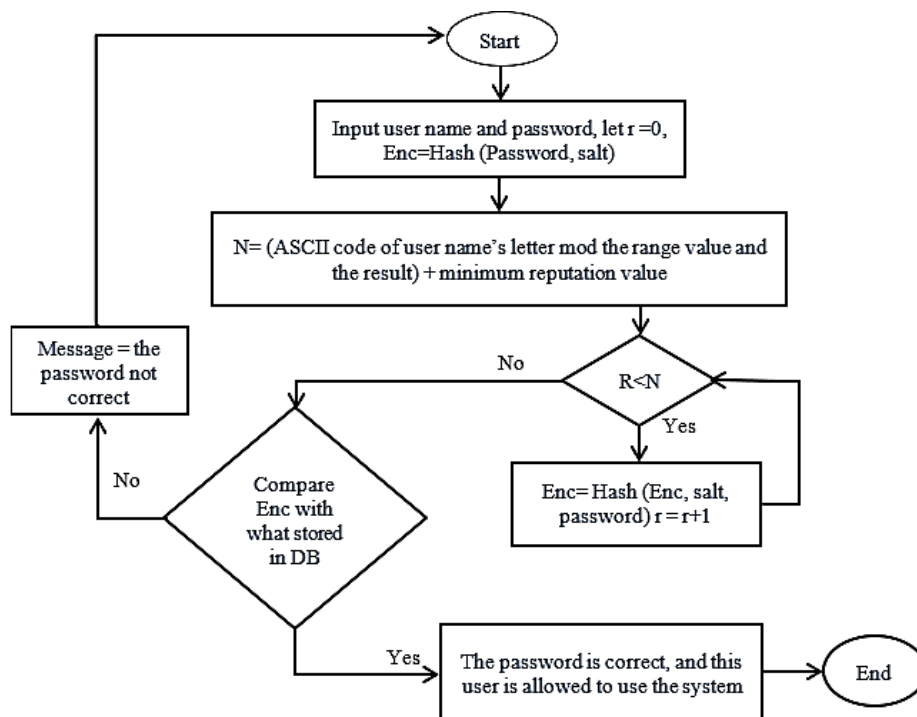 Start
Input user name and password, let r =0,
Enc=Hash (Password, salt)
N= (ASCII code of user name's letter mod the range value and
the result) + minimum reputation value
R<N
No
Yes
Enc= Hash (Enc, salt,
password) r = r+1
Compare
Enc with
what stored
in DB
No
Message = the
password not
correct
Yes
The password is correct, and this
user is allowed to use the system
End